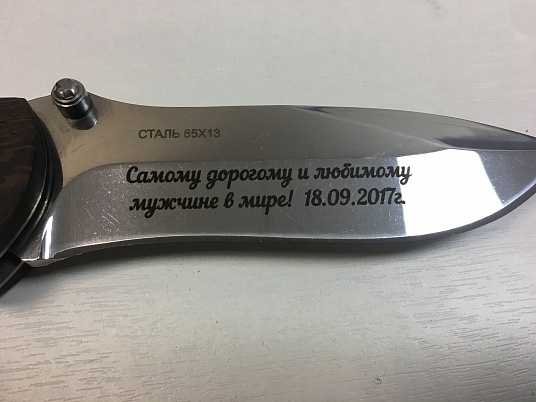 СТАЛЬ 65Х13
Самому дорогому и любимому
мужчине в мире! 18.09.2017г.